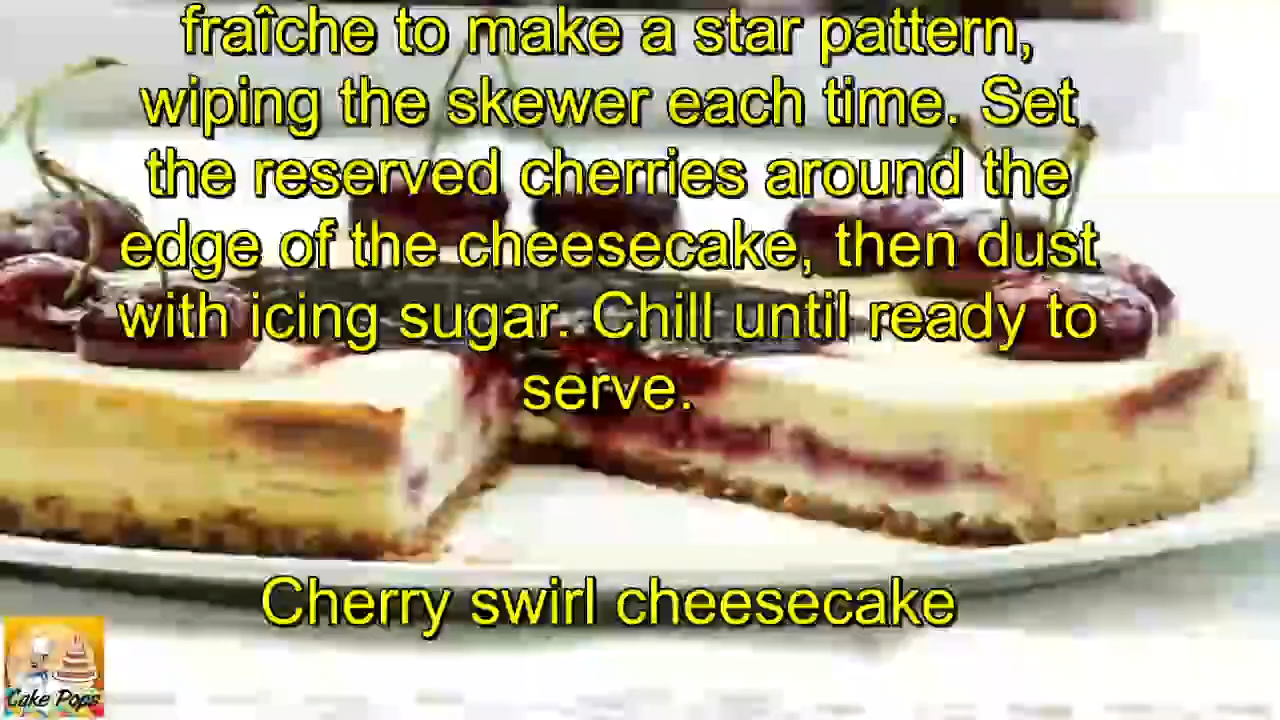 fraîche to make a star pattern,
wiping the skewer each time. Set
the reserved cherries around the
edge of the cheesecake, then dust
with icing sugar. Chill until ready to
serve.
Cherry swirl cheesecake
Cake Pops